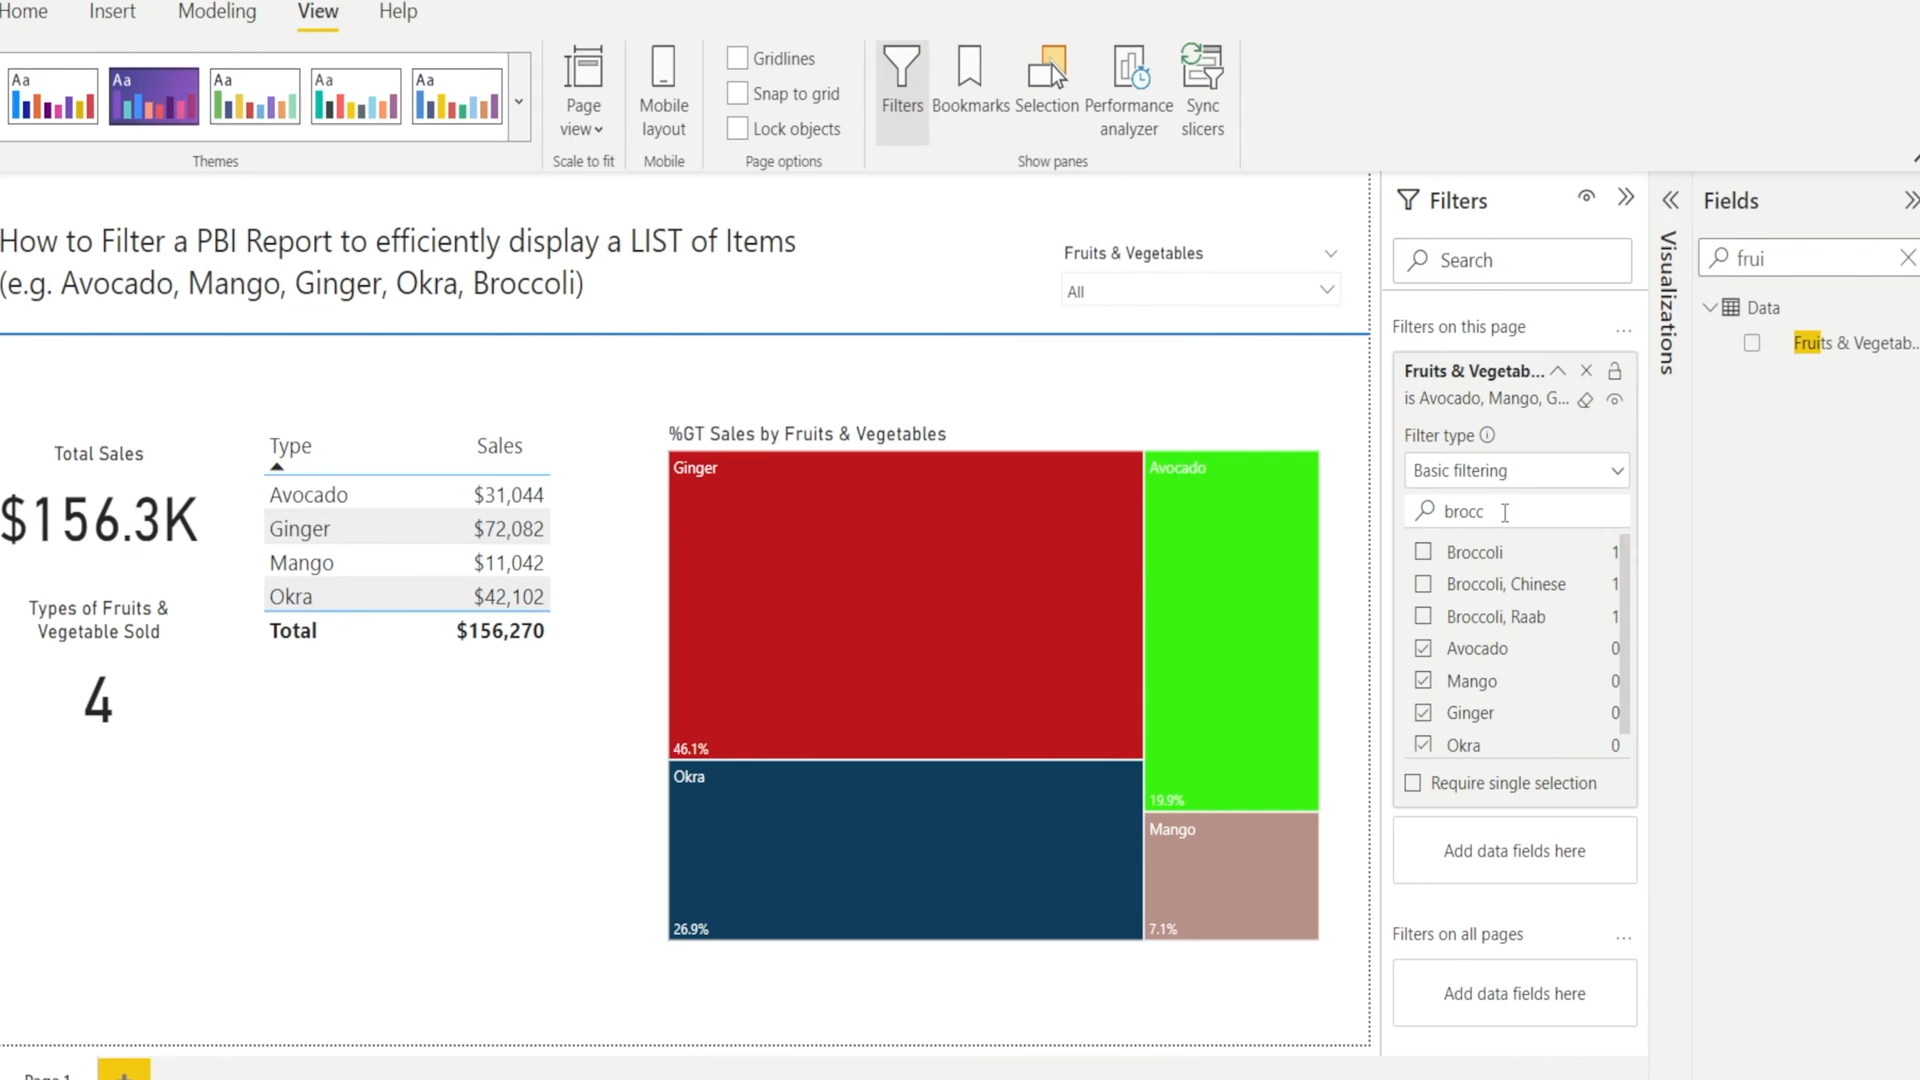 Home Insert Modeling View Help
Aa Aa Aa Aa Aa
Page view
Mobile layout
Gridlines
Snap to grid
Lock objects
Filters Bookmarks Selection Performance analyzer Sync slicers
Themes Scale to fit Mobile Page options Show panes
How to Filter a PBI Report to efficiently display a LIST of Items
(e.g. Avocado, Mango, Ginger, Okra, Broccoli)
Fruits & Vegetables
All
Total Sales
$156.3K
Types of Fruits &
Vegetable Sold
4
Type Sales
Avocado $31,044
Ginger $72,082
Mango $11,042
Okra $42,102
Total $156,270
%GT Sales by Fruits & Vegetables
Ginger
46.1%
Okra
26.9%
Avocado
19.9%
Mango
7.1%
Filters
Search
Filters on this page ...
Fruits & Vegetab...
is Avocado, Mango, G...
Filter type
Basic filtering
brocc
Broccoli 1
Broccoli, Chinese 1
Broccoli, Raab 1
Avocado 0
Mango 0
Ginger 0
Okra 0
Require single selection
Add data fields here
Filters on all pages ...
Add data fields here
Visualizations
Fields
frui
Data
Fruits & Vegetab...
Page 1